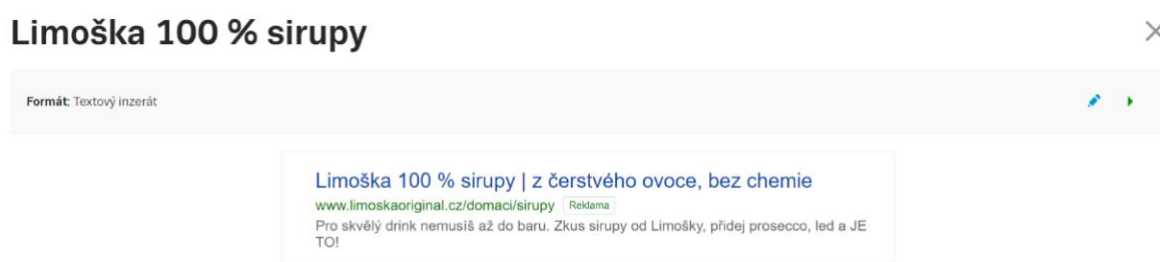 Limoška 100 % sirupy
Formát: Textový inzerát
Limoška 100 % sirupy | z čerstvého ovoce, bez chemie
www.limoskaoriginal.cz/domaci/sirupy Reklama
Pro skvělý drink nemusíš až do baru. Zkus sirupy od Limošky, přidej prosecco, led a JE
TO!